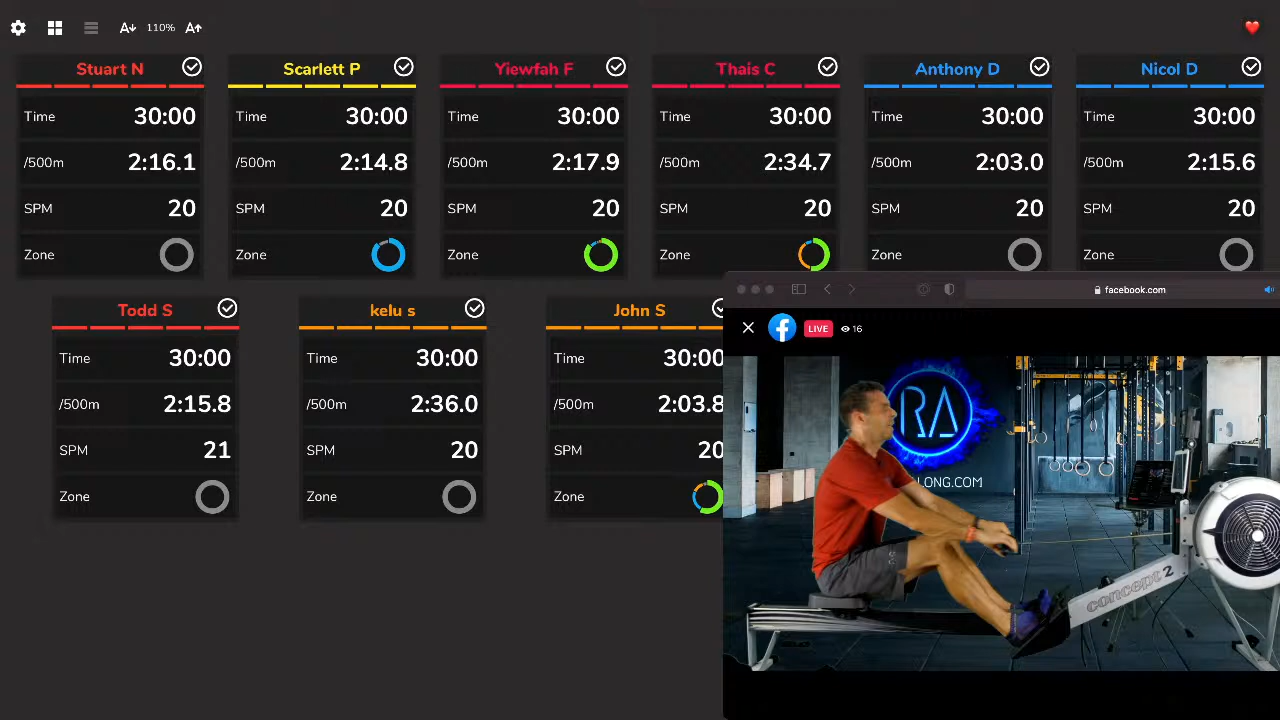 110%
Stuart N
Time 30:00
/500m 2:16.1
SPM 20
Zone
Scarlett P
Time 30:00
/500m 2:14.8
SPM 20
Zone
Yiewfah F
Time 30:00
/500m 2:17.9
SPM 20
Zone
Thais C
Time 30:00
/500m 2:34.7
SPM 20
Zone
Anthony D
Time 30:00
/500m 2:03.0
SPM 20
Zone
Nicol D
Time 30:00
/500m 2:15.6
SPM 20
Zone
Todd S
Time 30:00
/500m 2:15.8
SPM 21
Zone
kelu s
Time 30:00
/500m 2:36.0
SPM 20
Zone
John S
Time 30:00
/500m 2:03.8
SPM 20
Zone
facebook.com
LIVE 16
RA
LONG.COM
concept 2